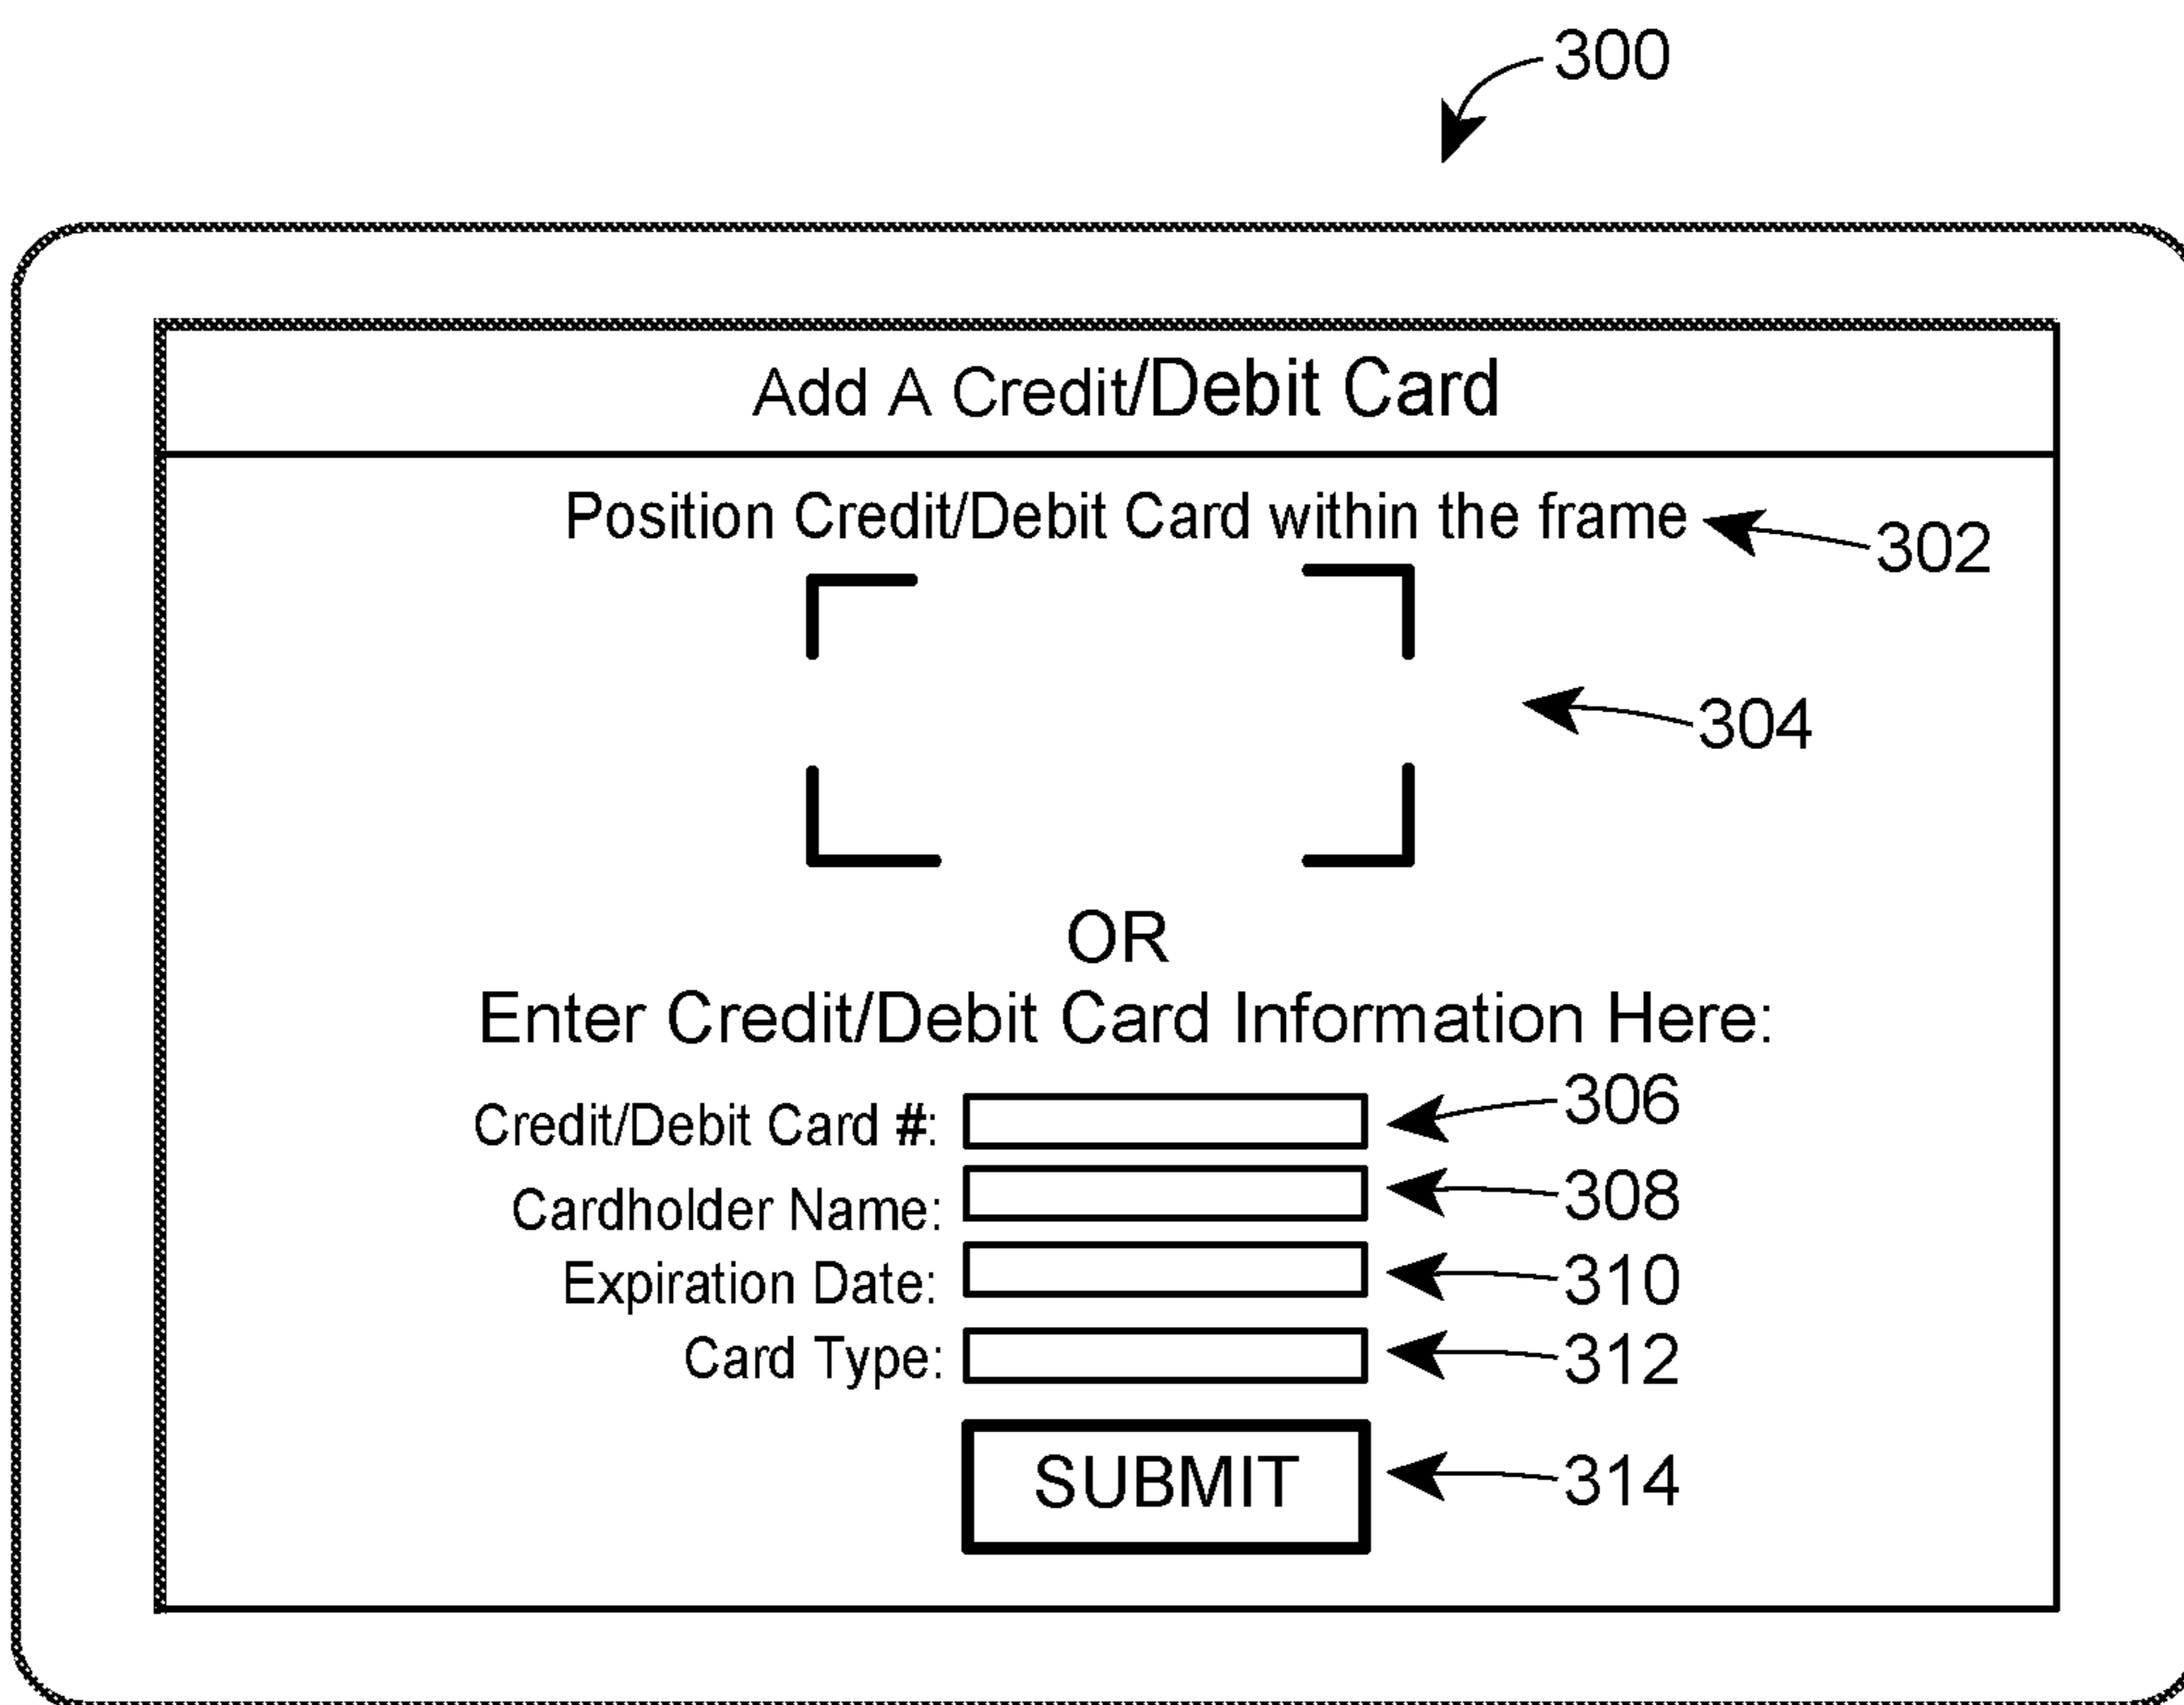 300
Add A Credit/Debit Card
Position Credit/Debit Card within the frame 302
304
OR
Enter Credit/Debit Card Information Here:
Credit/Debit Card #: 306
Cardholder Name: 308
Expiration Date: 310
Card Type: 312
SUBMIT 314